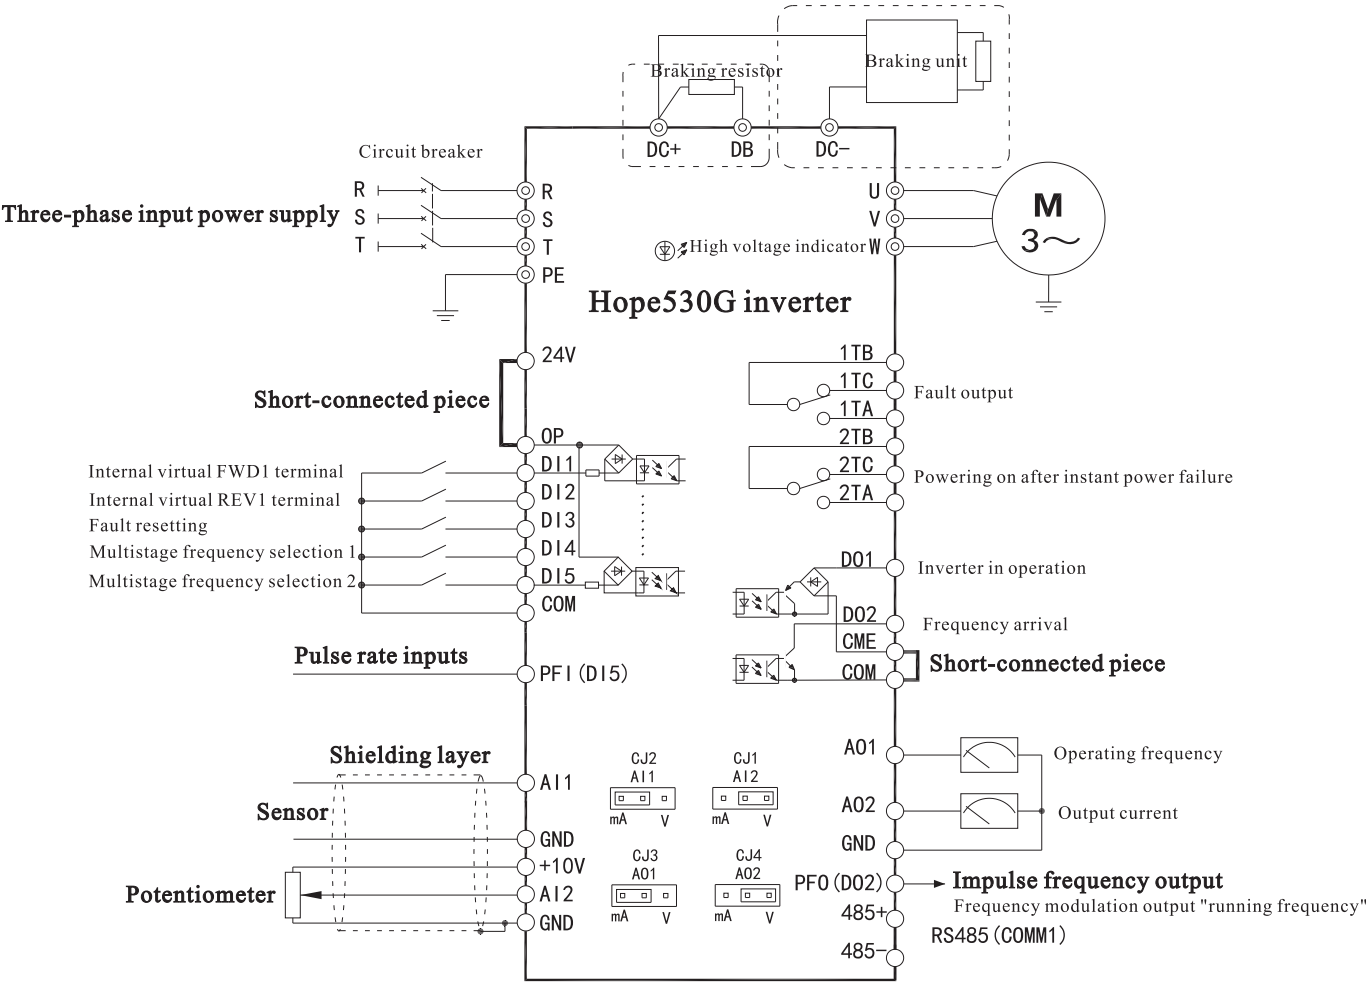 Braking unit
Braking resistor
DC+
DB
DC-
Circuit breaker
R
S
T
Three-phase input power supply
R
S
T
PE
U
V
W
M
3~
High voltage indicator
Hope530G inverter
24V
Short-connected piece
OP
DI1
DI2
DI3
DI4
DI5
COM
Internal virtual FWD1 terminal
Internal virtual REV1 terminal
Fault resetting
Multistage frequency selection 1
Multistage frequency selection 2
1TB
1TC
1TA
Fault output
2TB
2TC
2TA
Powering on after instant power failure
DO1
Inverter in operation
DO2
Frequency arrival
CME
COM
Short-connected piece
Pulse rate inputs
PFI(DI5)
Shielding layer
AI1
Sensor
GND
+10V
Potentiometer
AI2
GND
CJ2
AI1
mA V
CJ1
AI2
mA V
CJ3
AO1
mA V
CJ4
AO2
mA V
AO1
Operating frequency
AO2
Output current
GND
PFO(DO2)
Impulse frequency output
Frequency modulation output "running frequency"
485+
RS485(COMM1)
485-